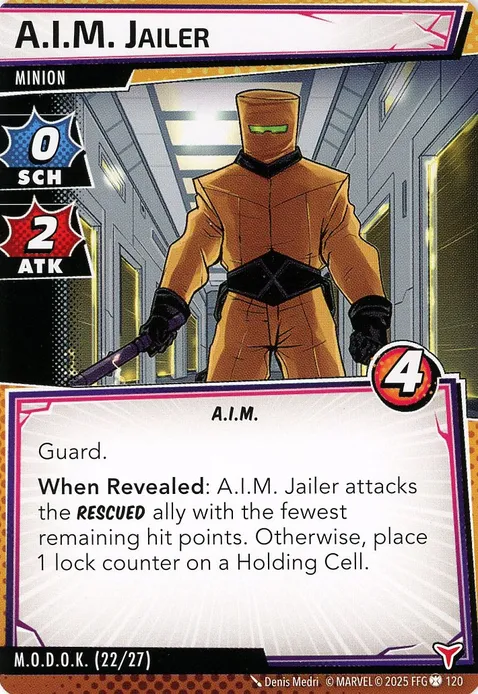 A.I.M. JAILER
MINION
0
SCH
2
ATK
4
A.I.M.
Guard.
When Revealed: A.I.M. Jailer attacks
the RESCUED ally with the fewest
remaining hit points. Otherwise, place
1 lock counter on a Holding Cell.
M.O.D.O.K. (22/27)
Denis Medri © MARVEL © 2025 FFG 120